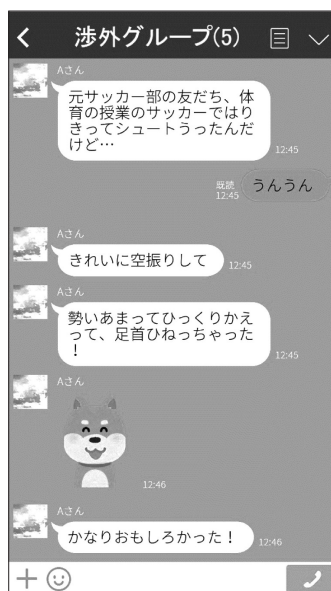 渉外グループ(5)
Aさん
元サッカー部の友だち、体
育の授業のサッカーではり
きってシュートうったんだ
けど…
12:45
既読
12:45
うんうん
Aさん
きれいに空振りして
12:45
Aさん
勢いあまってひっくりかえ
って、足首ひねっちゃった
！
12:45
Aさん
12:46
Aさん
かなりおもしろかった！
12:46